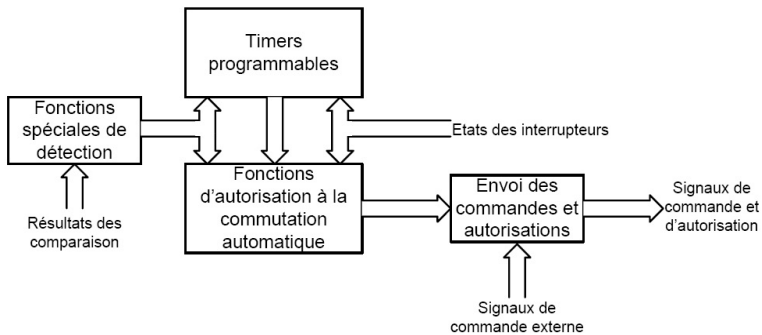 Timers
programmables
Fonctions
spéciales de
détection
Etats des interrupteurs
Résultats des
comparaison
Fonctions
d'autorisation à la
commutation
automatique
Envoi des
commandes et
autorisations
Signaux de
commande et
d'autorisation
Signaux de
commande externe